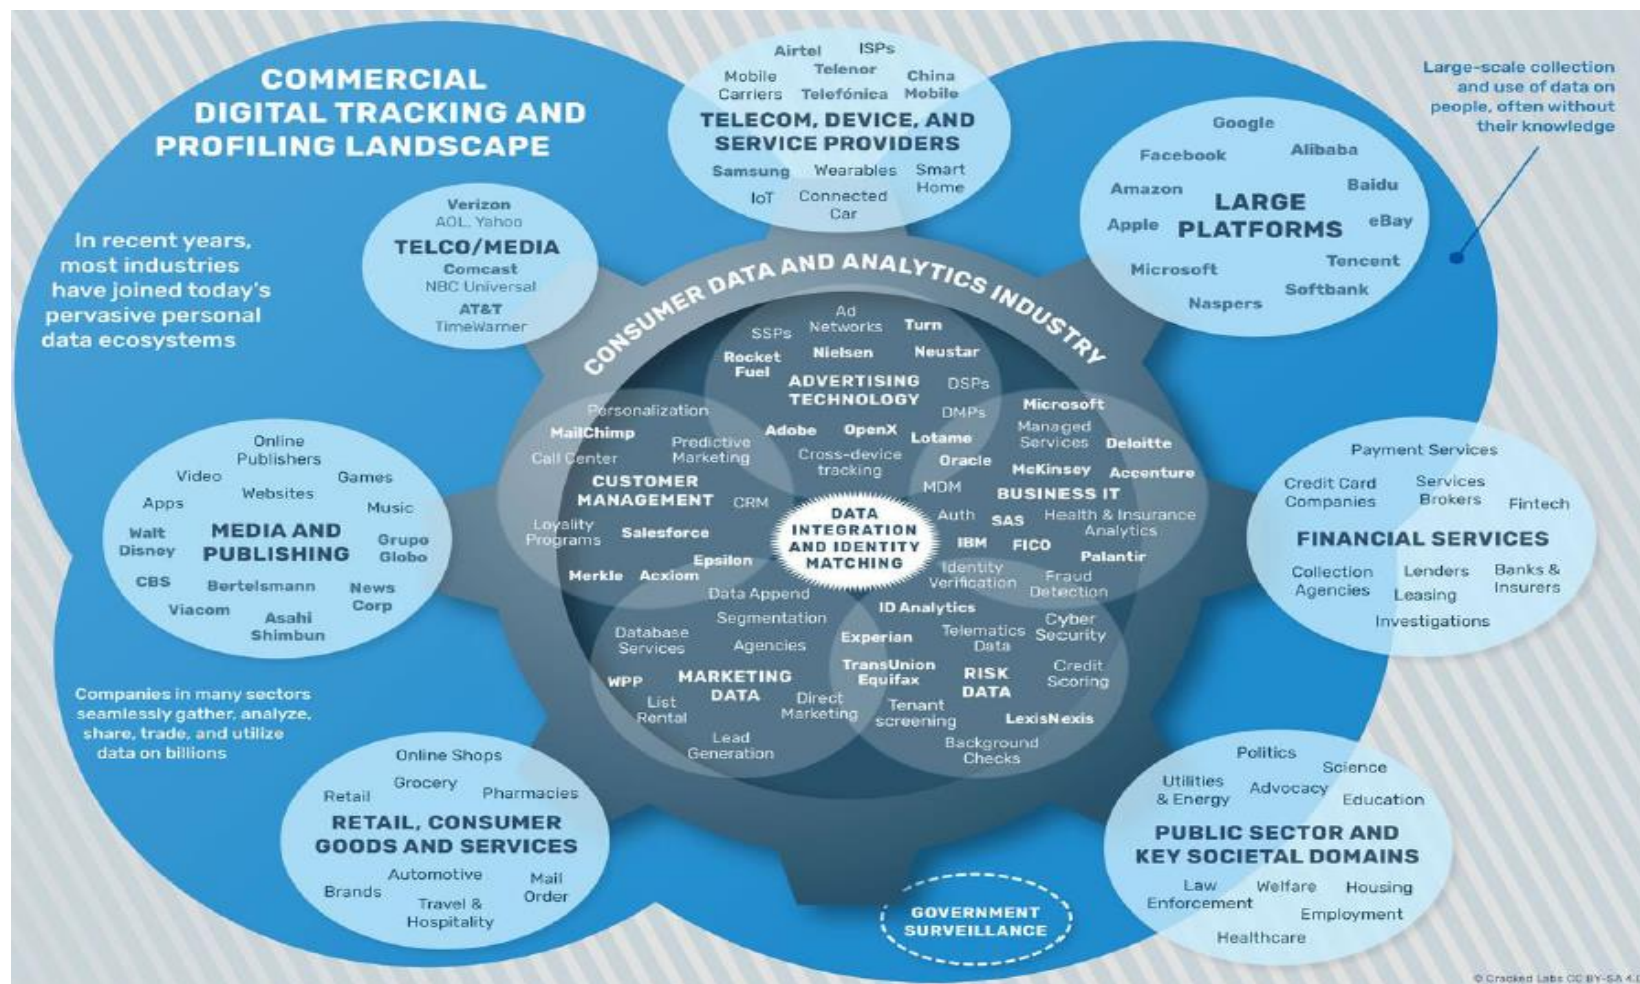 COMMERCIAL
DIGITAL TRACKING AND
PROFILING LANDSCAPE
In recent years,
most industries
have joined today's
pervasive personal
data ecosystems
Large-scale collection
and use of data on
people, often without
their knowledge
Airtel ISPs
Mobile
Carriers
Telenor
Telefónica
China
Mobile
TELECOM, DEVICE, AND
SERVICE PROVIDERS
Samsung Wearables
Smart
Home
IoT
Connected
Car
Verizon
AOL, Yahoo
TELCO/MEDIA
Comcast
NBC Universal
AT&T
TimeWarner
Google
Facebook Alibaba
Amazon Baidu
LARGE
PLATFORMS
Apple eBay
Microsoft Tencent
Softbank
Naspers
CONSUMER DATA AND ANALYTICS INDUSTRY
Ad
Networks
SSPs
Turn
Rocket
Fuel
Nielsen
Neustar
ADVERTISING
TECHNOLOGY
DSPs
DMPs
Adobe OpenX
Lotame
Cross-device
tracking
Personalization
MailChimp
Call Center
Predictive
Marketing
CUSTOMER
MANAGEMENT
CRM
Loyality
Programs
Salesforce
Epsilon
Merkle Acxiom
Microsoft
Managed
Services
Deloitte
Oracle
McKinsey Accenture
MDM
BUSINESS IT
Auth SAS
Health & Insurance
Analytics
IBM FICO
Palantir
Identity
Verification
Fraud
Detection
DATA
INTEGRATION
AND IDENTITY
MATCHING
Data Append
Segmentation
Database
Services
Agencies
WPP
MARKETING
DATA
List
Rental
Direct
Marketing
Lead
Generation
ID Analytics
Experian
Telematics
Data
Cyber
Security
TransUnion
Equifax
RISK
DATA
Credit
Scoring
Tenant
screening
LexisNexis
Background
Checks
Online
Publishers
Video
Games
Websites
Apps
Music
Walt
Disney
MEDIA AND
PUBLISHING
Grupo
Globo
CBS
Bertelsmann
News
Corp
Viacom
Asahi
Shimbun
Payment Services
Credit Card
Companies
Services
Brokers
Fintech
FINANCIAL SERVICES
Collection
Agencies
Lenders
Leasing
Banks &
Insurers
Investigations
Companies in many sectors
seamlessly gather, analyze,
share, trade, and utilize
data on billions
Online Shops
Grocery
Retail
Pharmacies
RETAIL, CONSUMER
GOODS AND SERVICES
Automotive
Brands
Mail
Order
Travel &
Hospitality
GOVERNMENT
SURVEILLANCE
Politics
Science
Utilities
& Energy
Advocacy
Education
PUBLIC SECTOR AND
KEY SOCIETAL DOMAINS
Law
Enforcement
Welfare
Housing
Employment
Healthcare
© Cracked Labs CC BY-SA 4.0